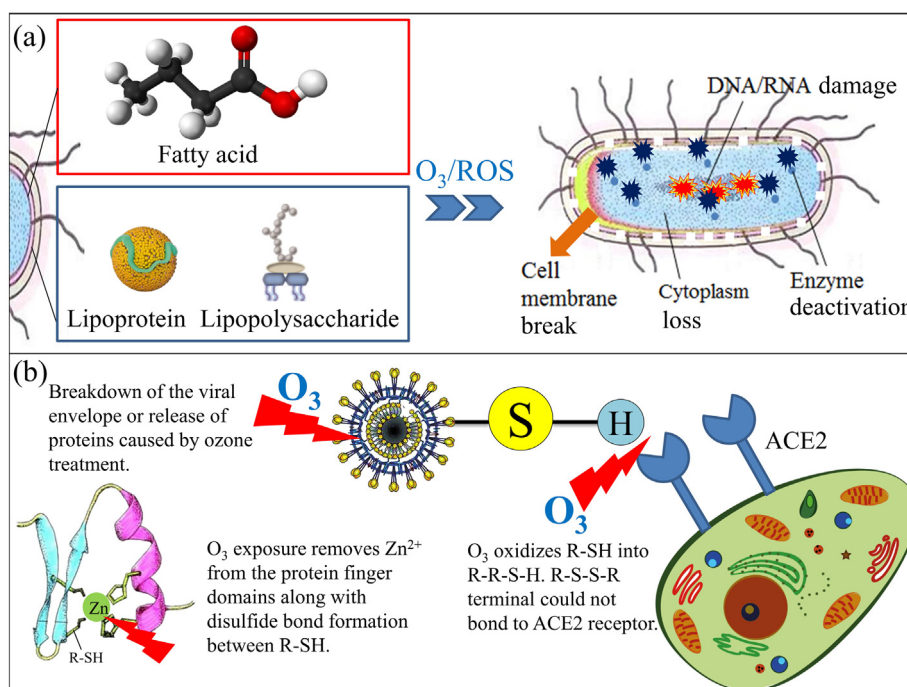 (a)
Fatty acid
Lipoprotein
Lipopolysaccharide
O₃/ROS
DNA/RNA damage
Cell
membrane
break
Cytoplasm
loss
Enzyme
deactivation
(b)
Breakdown of the viral
envelope or release of
proteins caused by ozone
treatment.
O₃
S
H
ACE2
O₃
Zn
R-SH
O₃ exposure removes Zn²⁺
from the protein finger
domains along with
disulfide bond formation
between R-SH.
O₃ oxidizes R-SH into
R-R-S-H. R-S-S-R
terminal could not
bond to ACE2 receptor.